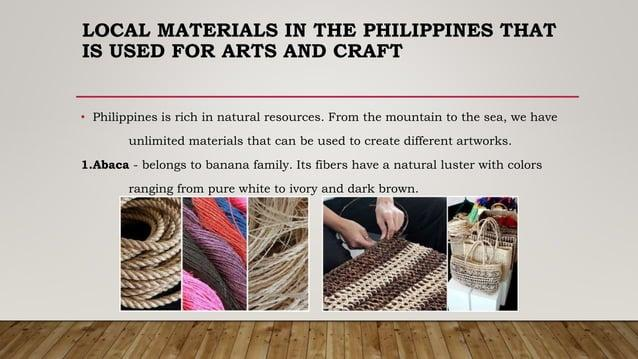 LOCAL MATERIALS IN THE PHILIPPINES THAT
IS USED FOR ARTS AND CRAFT
• Philippines is rich in natural resources. From the mountain to the sea, we have
unlimited materials that can be used to create different artworks.
1.Abaca - belongs to banana family. Its fibers have a natural luster with colors
ranging from pure white to ivory and dark brown.